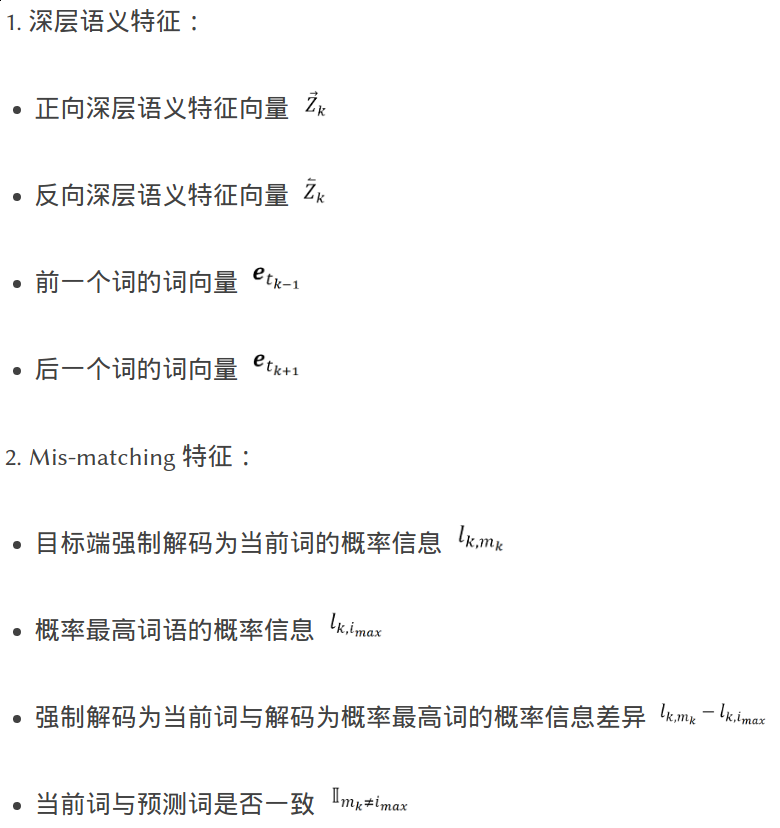 1. 深层语义特征：
• 正向深层语义特征向量 $\vec{Z}_k$
• 反向深层语义特征向量 $\overleftarrow{Z}_k$
• 前一个词的词向量 $\boldsymbol{e}_{t_{k-1}}$
• 后一个词的词向量 $\boldsymbol{e}_{t_{k+1}}$
2. Mis-matching 特征：
• 目标端强制解码为当前词的概率信息 $l_{k,m_k}$
• 概率最高词语的概率信息 $l_{k,i_{max}}$
• 强制解码为当前词与解码为概率最高词的概率信息差异 $l_{k,m_k} - l_{k,i_{max}}$
• 当前词与预测词是否一致 $\mathbb{I}_{m_k \neq i_{max}}$